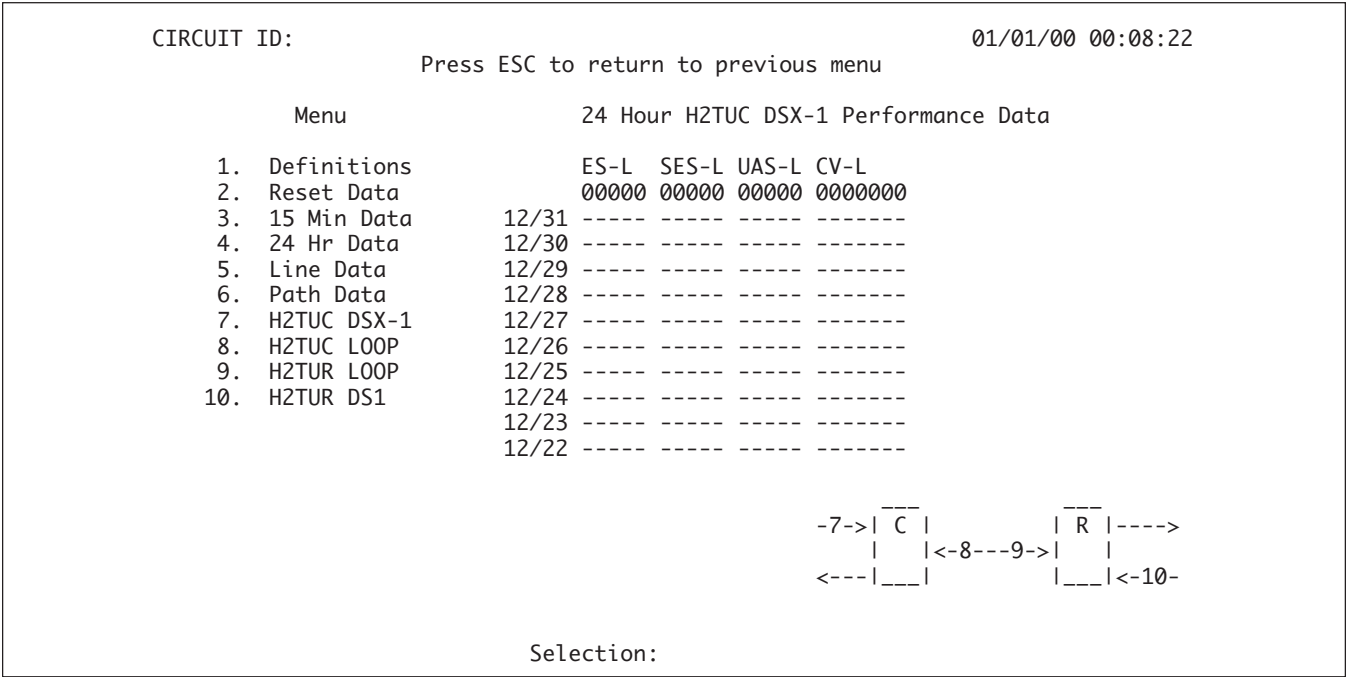 CIRCUIT ID:                                                    01/01/00 00:08:22
Press ESC to return to previous menu
Menu                  24 Hour H2TUC DSX-1 Performance Data
 1.  Definitions             ES-L  SES-L UAS-L CV-L
 2.  Reset Data              00000 00000 00000 0000000
 3.  15 Min Data       12/31 ----- ----- ----- -------
 4.  24 Hr Data        12/30 ----- ----- ----- -------
 5.  Line Data         12/29 ----- ----- ----- -------
 6.  Path Data         12/28 ----- ----- ----- -------
 7.  H2TUC DSX-1       12/27 ----- ----- ----- -------
 8.  H2TUC LOOP        12/26 ----- ----- ----- -------
 9.  H2TUR LOOP        12/25 ----- ----- ----- -------
10.  H2TUR DS1         12/24 ----- ----- ----- -------
                       12/23 ----- ----- ----- -------
                       12/22 ----- ----- ----- -------
     ___                ___
-7->| C |              | R |---->
    |   |<-8---9->|   |
<---|___|              |___|<-10-
Selection: